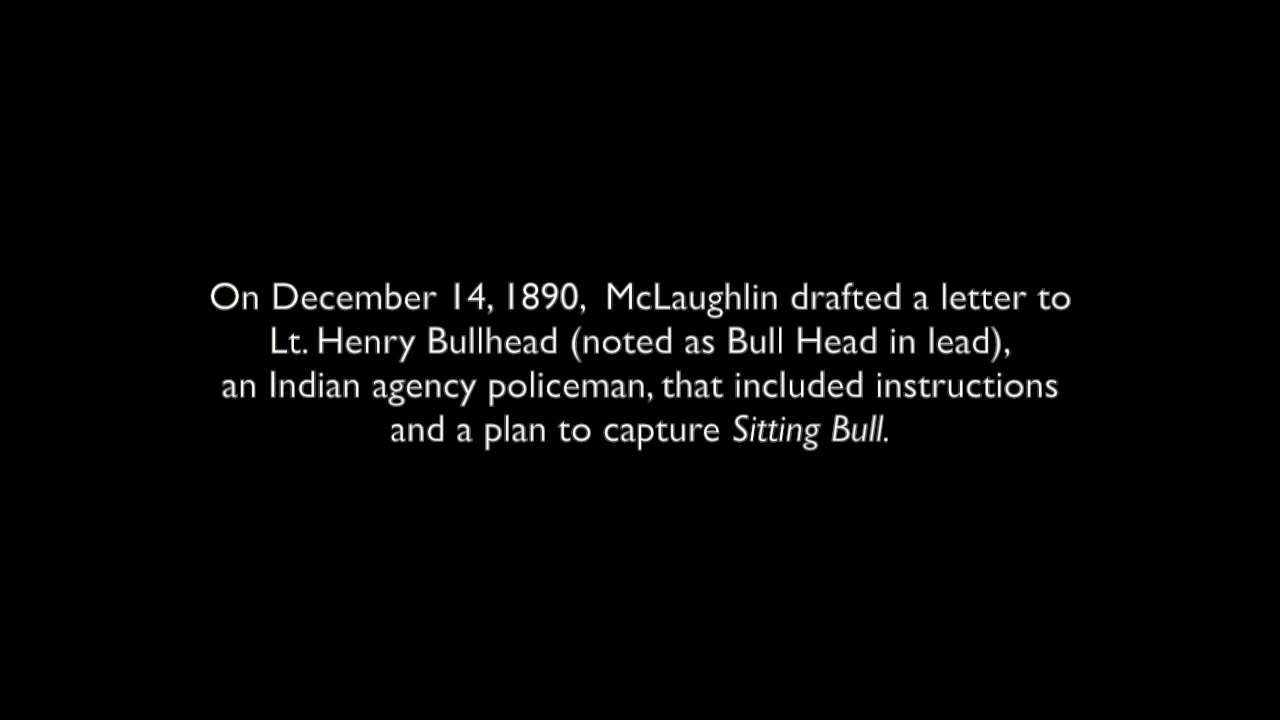 On December 14, 1890,  McLaughlin drafted a letter to
Lt. Henry Bullhead (noted as Bull Head in lead),
an Indian agency policeman, that included instructions
and a plan to capture Sitting Bull.